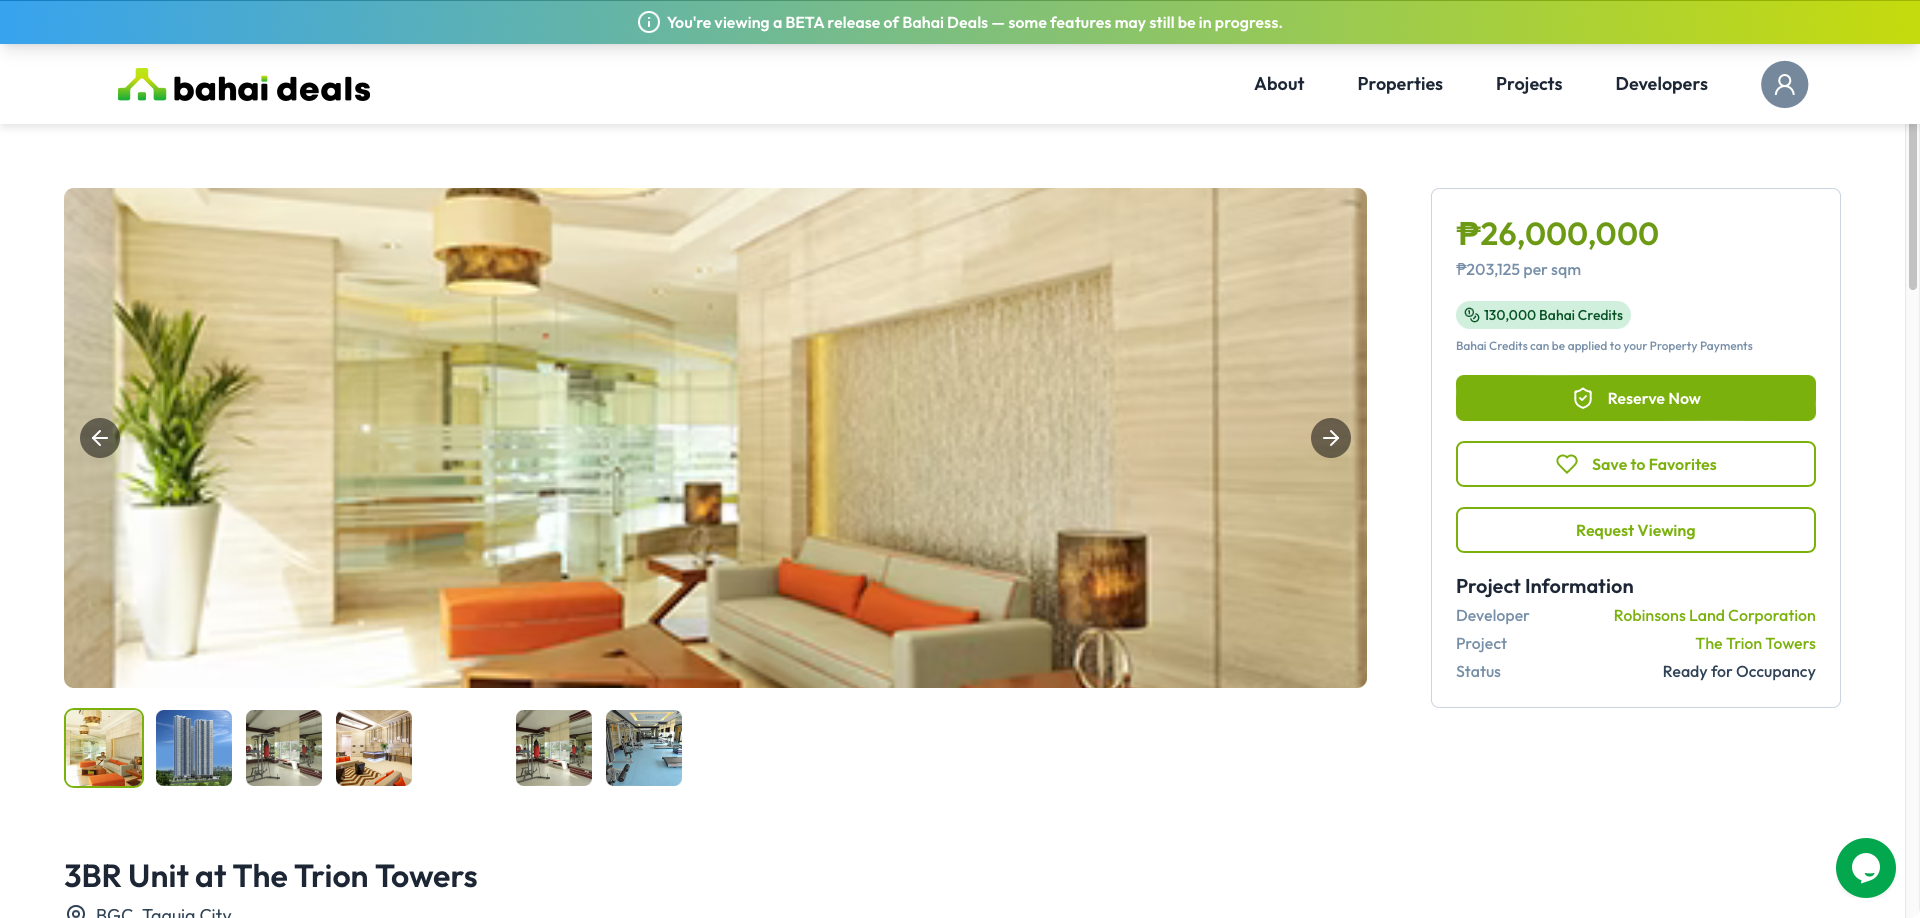 You're viewing a BETA release of Bahai Deals — some features may still be in progress.
bahai deals
About
Properties
Projects
Developers
₱26,000,000
₱203,125 per sqm
130,000 Bahai Credits
Bahai Credits can be applied to your Property Payments
Reserve Now
Save to Favorites
Request Viewing
Project Information
Developer Robinsons Land Corporation
Project The Trion Towers
Status Ready for Occupancy
3BR Unit at The Trion Towers
BGC, Taguig City